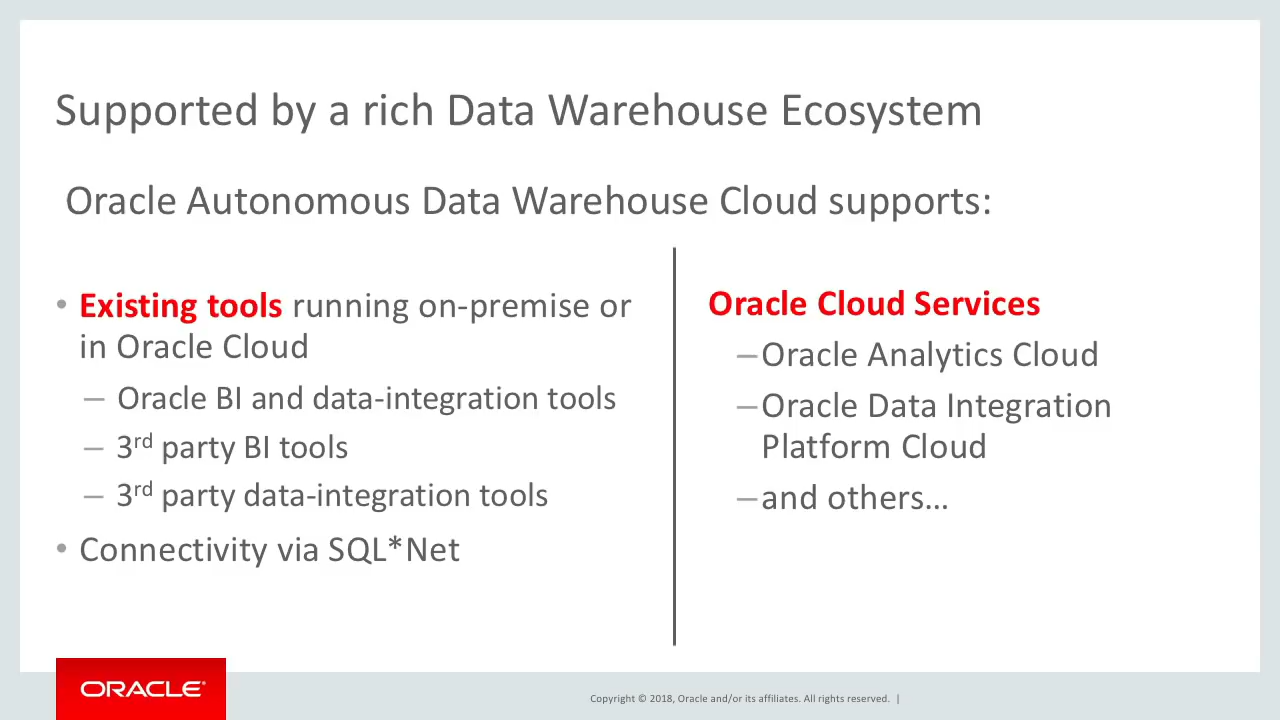 Supported by a rich Data Warehouse Ecosystem
Oracle Autonomous Data Warehouse Cloud supports:
• Existing tools running on-premise or
in Oracle Cloud
– Oracle BI and data-integration tools
– 3rd party BI tools
– 3rd party data-integration tools
• Connectivity via SQL*Net
Oracle Cloud Services
–Oracle Analytics Cloud
–Oracle Data Integration
Platform Cloud
–and others…
ORACLE®
Copyright © 2018, Oracle and/or its affiliates. All rights reserved. |